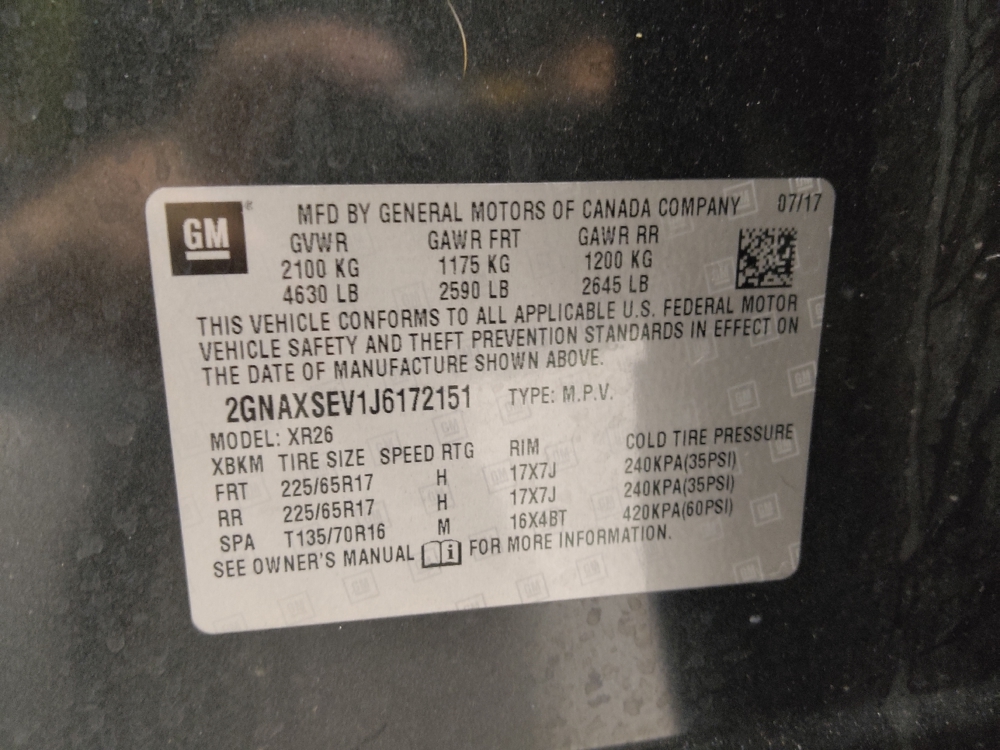 GM
MFD BY GENERAL MOTORS OF CANADA COMPANY 07/17
GVWR GAWR FRT GAWR RR
2100 KG 1175 KG 1200 KG
4630 LB 2590 LB 2645 LB
THIS VEHICLE CONFORMS TO ALL APPLICABLE U.S. FEDERAL MOTOR
VEHICLE SAFETY AND THEFT PREVENTION STANDARDS IN EFFECT ON
THE DATE OF MANUFACTURE SHOWN ABOVE.
2GNAXSEV1J6172151 TYPE: M.P.V.
MODEL: XR26
XBKM TIRE SIZE SPEED RTG RIM COLD TIRE PRESSURE
FRT 225/65R17 H 17X7J 240KPA(35PSI)
RR 225/65R17 H 17X7J 240KPA(35PSI)
SPA T135/70R16 M 16X4BT 420KPA(60PSI)
SEE OWNER'S MANUAL i FOR MORE INFORMATION.